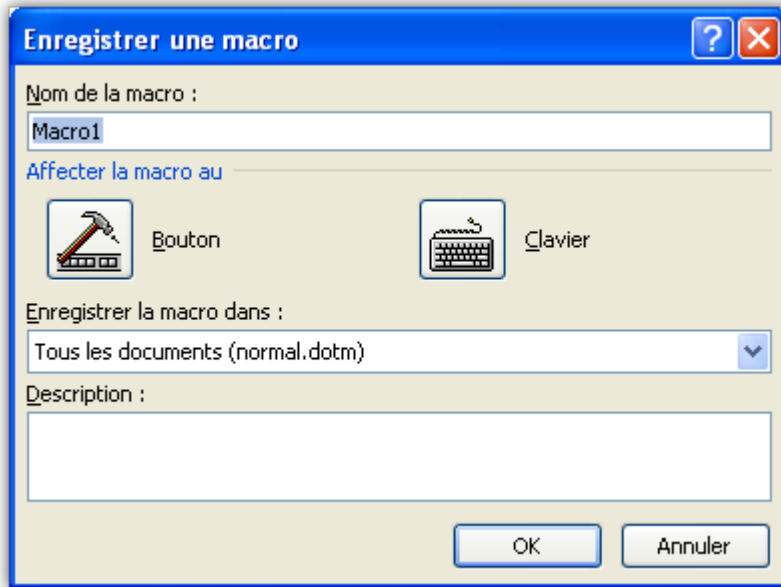 Enregistrer une macro
Nom de la macro :
Macro1
Affecter la macro au
Bouton
Clavier
Enregistrer la macro dans :
Tous les documents (normal.dotm)
Description :
OK
Annuler